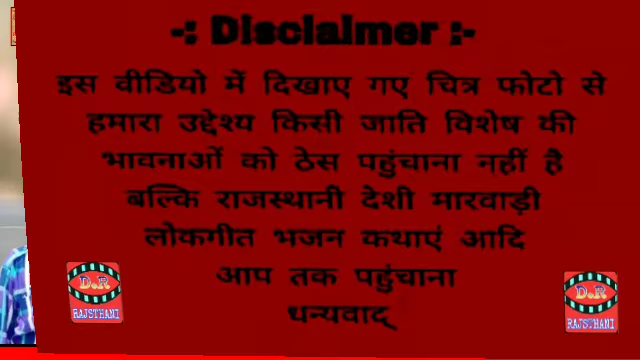 -: Disclaimer :-
इस वीडियो में दिखाए गए चित्र फोटो से
हमारा उद्देश्य किसी जाति विशेष की
भावनाओं को ठेस पहुंचाना नहीं है
बल्कि राजस्थानी देशी मारवाड़ी
लोकगीत भजन कथाएं आदि
आप तक पहुंचाना
धन्यवाद्
D.R
RAJSTHANI
D.R
RAJSTHANI